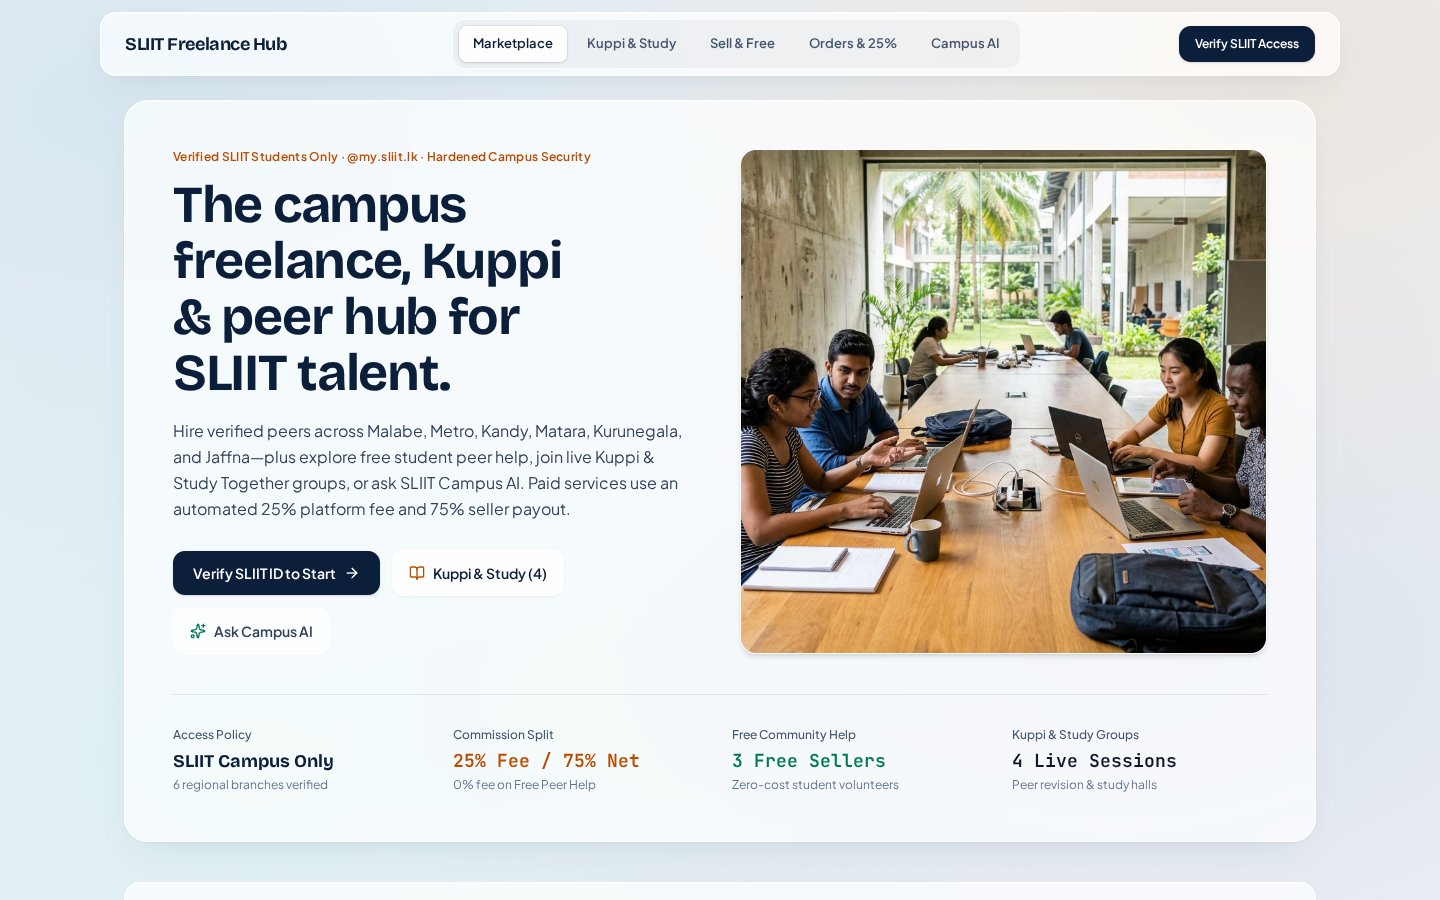 SLIIT Freelance Hub
Marketplace
Kuppi & Study
Sell & Free
Orders & 25%
Campus AI
Verify SLIIT Access
Verified SLIIT Students Only · @my.sliit.lk · Hardened Campus Security
The campus
freelance, Kuppi
& peer hub for
SLIIT talent.
Hire verified peers across Malabe, Metro, Kandy, Matara, Kurunegala,
and Jaffna—plus explore free student peer help, join live Kuppi &
Study Together groups, or ask SLIIT Campus AI. Paid services use an
automated 25% platform fee and 75% seller payout.
Verify SLIIT ID to Start
Kuppi & Study (4)
Ask Campus AI
Access Policy
SLIIT Campus Only
6 regional branches verified
Commission Split
25% Fee / 75% Net
0% fee on Free Peer Help
Free Community Help
3 Free Sellers
Zero-cost student volunteers
Kuppi & Study Groups
4 Live Sessions
Peer revision & study halls